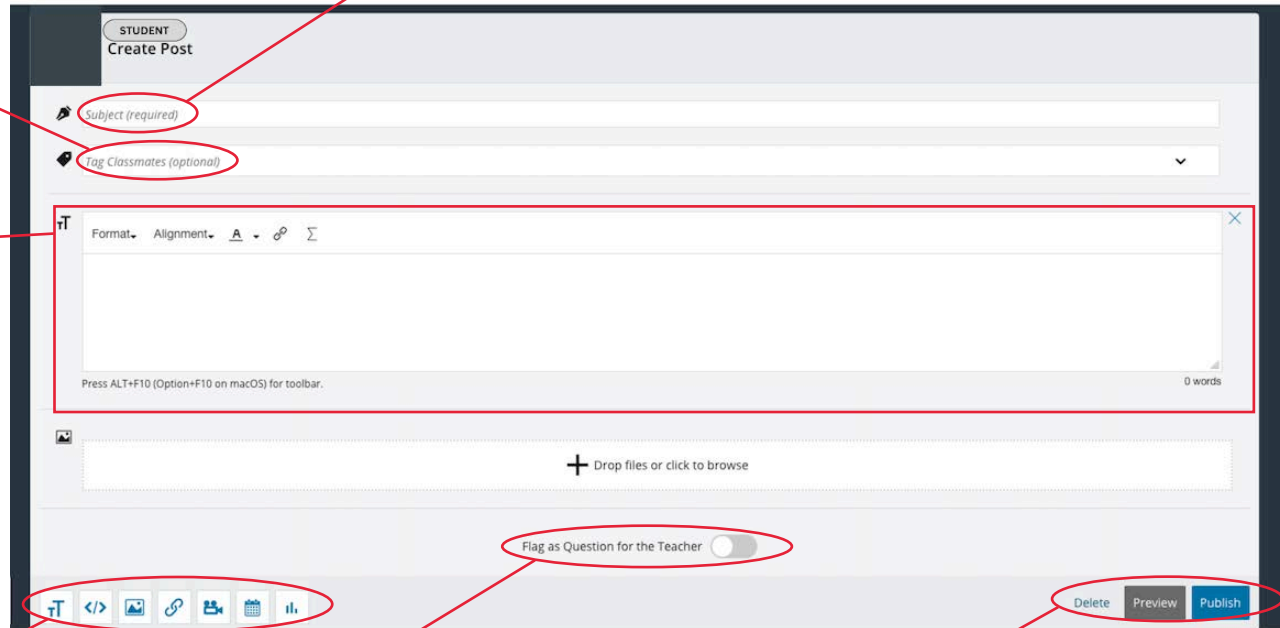 STUDENT
Create Post
Subject (required)
Tag Classmates (optional)
Format Alignment A Σ
Press ALT+F10 (Option+F10 on macOS) for toolbar.
0 words
Drop files or click to browse
Flag as Question for the Teacher
Delete Preview Publish